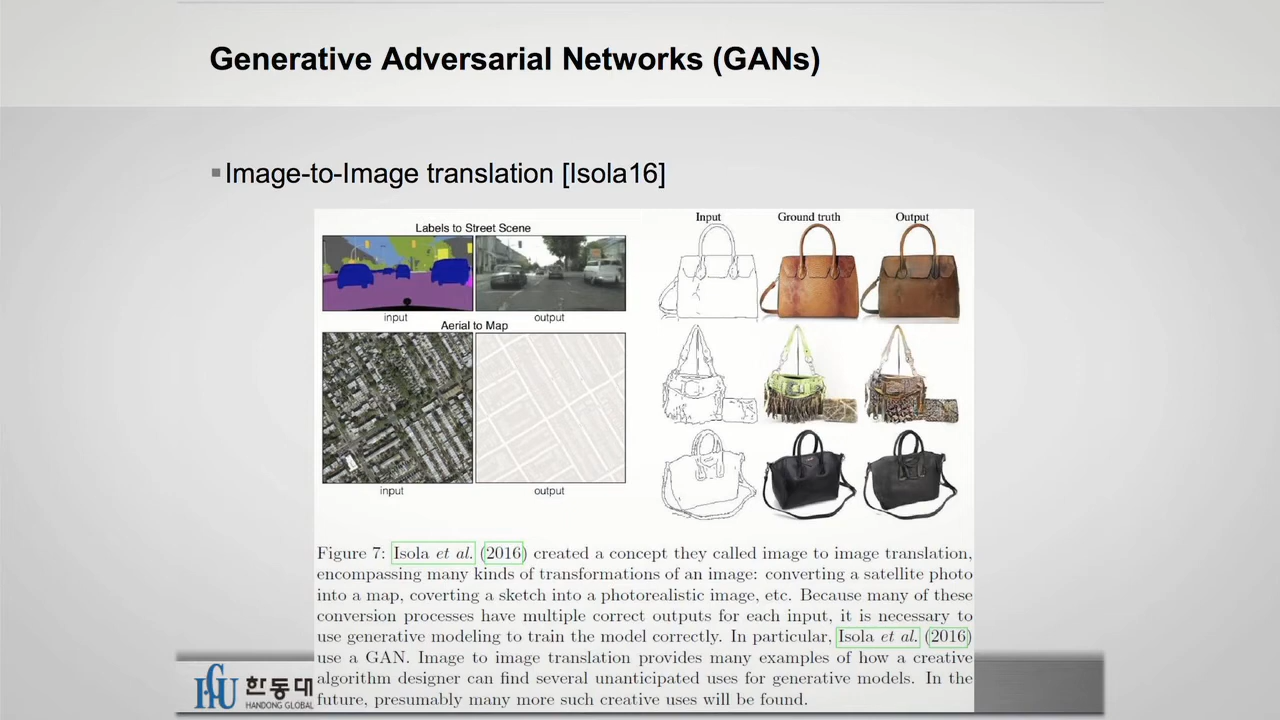 Generative Adversarial Networks (GANs)
Image-to-Image translation [Isola16]
Labels to Street Scene
input
output
Aerial to Map
input
output
Input
Ground truth
Output
Figure 7: Isola et al. (2016) created a concept they called image to image translation,
encompassing many kinds of transformations of an image: converting a satellite photo
into a map, coverting a sketch into a photorealistic image, etc. Because many of these
conversion processes have multiple correct outputs for each input, it is necessary to
use generative modeling to train the model correctly. In particular, Isola et al. (2016)
use a GAN. Image to image translation provides many examples of how a creative
algorithm designer can find several unanticipated uses for generative models. In the
future, presumably many more such creative uses will be found.
HGU
한동대
HANDONG GLOBAL